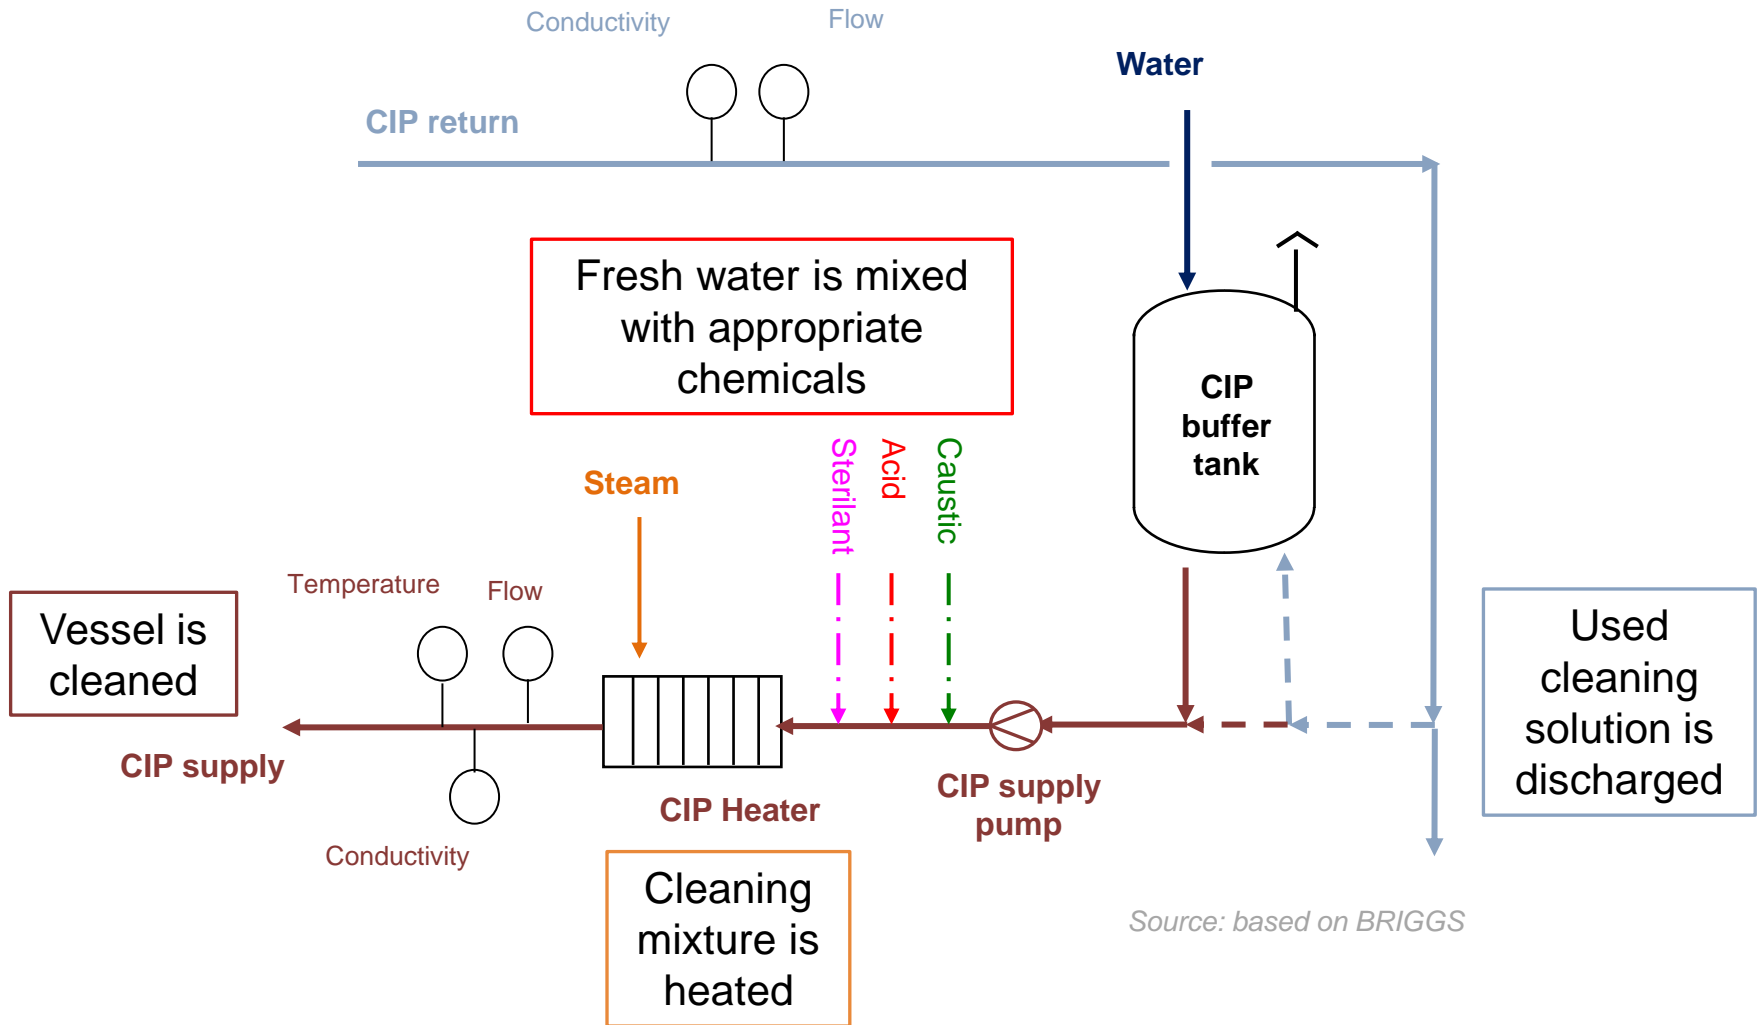 Conductivity
Flow
Water
CIP return
Fresh water is mixed
with appropriate
chemicals
CIP
buffer
tank
Sterilant
Acid
Caustic
Steam
Temperature
Flow
Vessel is
cleaned
Used
cleaning
solution is
discharged
CIP supply
CIP Heater
CIP supply
pump
Conductivity
Cleaning
mixture is
heated
Source: based on BRIGGS